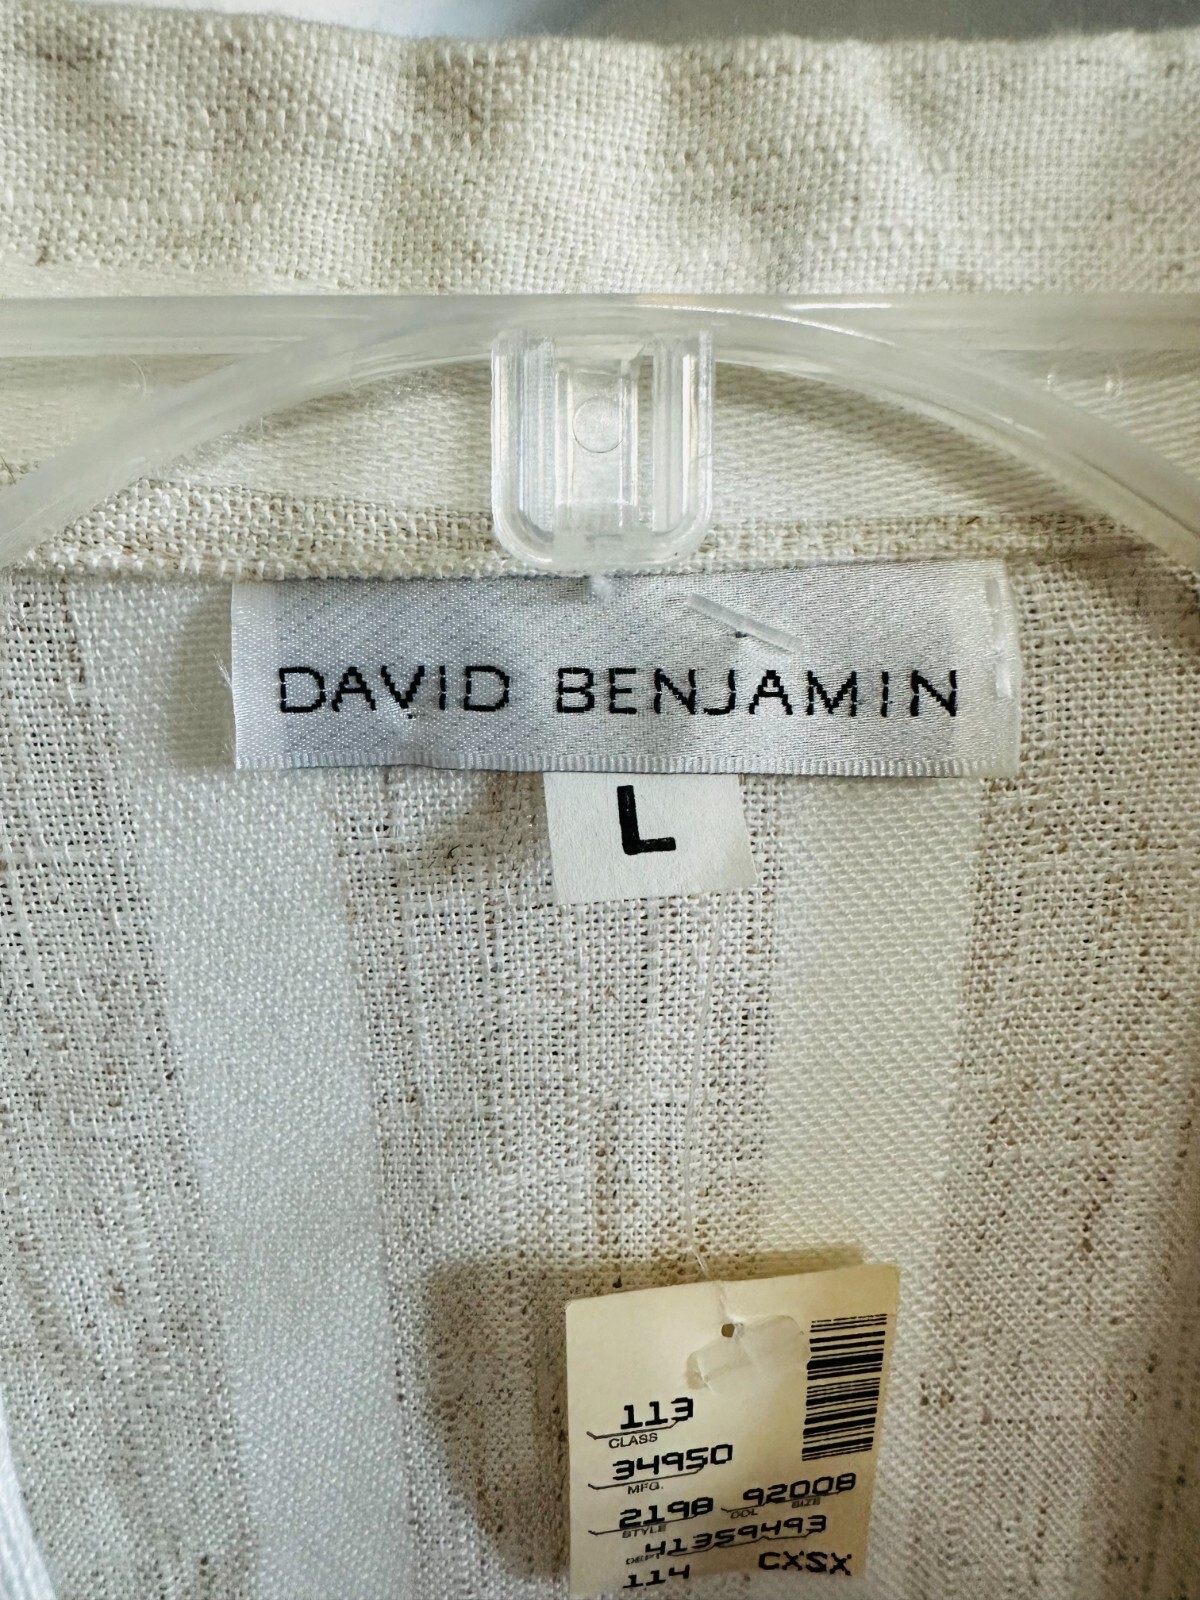 DAVID BENJAMIN
L
113
CLASS
34950
MFG.
2198 92008
STYLE COL SIZE
41359493
DEPT
114 CXSX